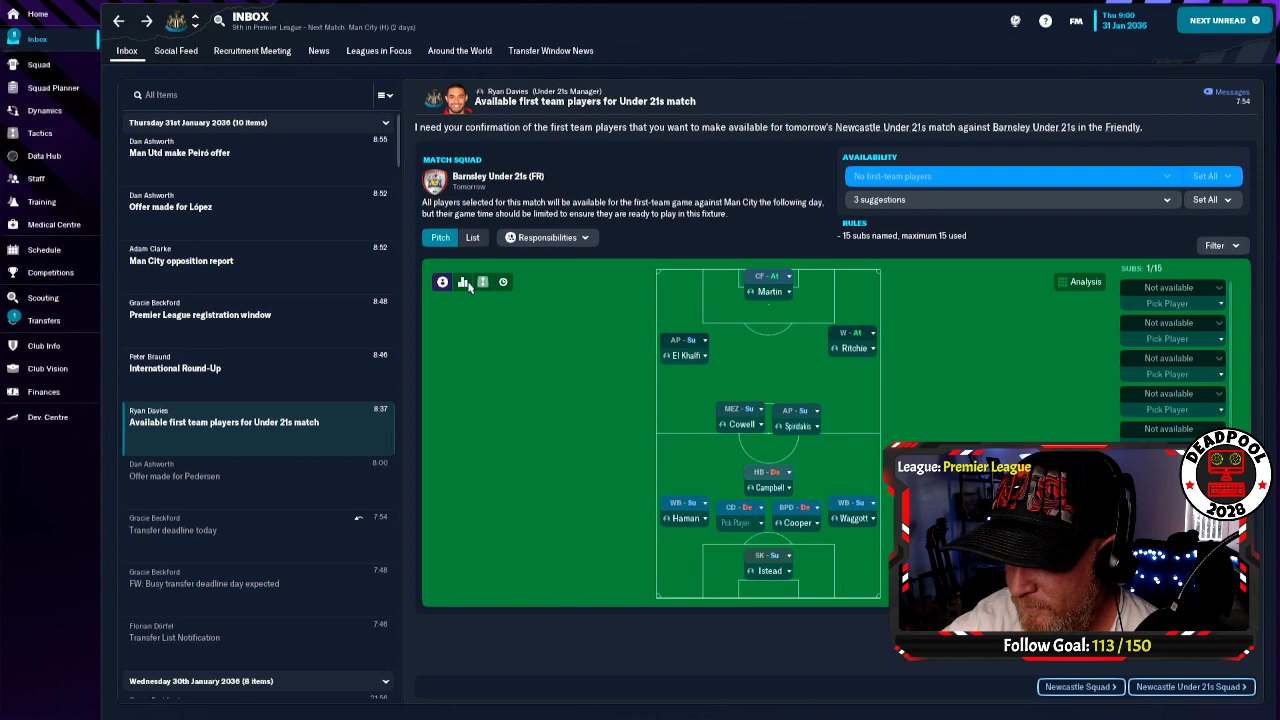 Home
Inbox
Squad
Squad Planner
Dynamics
Tactics
Data Hub
Staff
Training
Medical Centre
Schedule
Competitions
Scouting
Transfers
Club Info
Club Vision
Finances
Dev. Centre
INBOX
9th in Premier League - Next Match: Man City (H) (2 days)
FM
Thu 9:00
31 Jan 2036
NEXT UNREAD
Inbox
Social Feed
Recruitment Meeting
News
Leagues in Focus
Around the World
Transfer Window News
All Items
Thursday 31st January 2036 (10 items)
Dan Ashworth 8:55
Man Utd make Peiró offer
Dan Ashworth 8:52
Offer made for López
Adam Clarke 8:52
Man City opposition report
Gracie Beckford 8:48
Premier League registration window
Peter Braund 8:46
International Round-Up
Ryan Davies 8:37
Available first team players for Under 21s match
Dan Ashworth 8:00
Offer made for Pedersen
Gracie Beckford 7:54
Transfer deadline today
Gracie Beckford 7:48
FW: Busy transfer deadline day expected
Florian Dörfel 7:46
Transfer List Notification
Wednesday 30th January 2036 (8 items)
Ryan Davies (Under 21s Manager)
Available first team players for Under 21s match
Messages
7:54
I need your confirmation of the first team players that you want to make available for tomorrow's Newcastle Under 21s match against Barnsley Under 21s in the Friendly.
MATCH SQUAD
Barnsley Under 21s (FR)
Tomorrow
All players selected for this match will be available for the first-team game against Man City the following day,
but their game time should be limited to ensure they are ready to play in this fixture.
AVAILABILITY
No first-team players Set All
3 suggestions Set All
RULES
- 15 subs named, maximum 15 used
Pitch
List
Responsibilities
Filter
Analysis
CF - At
Martin
AP - Su
El Khalfi
W - At
Ritchie
MEZ - Su
Cowell
AP - Su
Spiridakis
HB - De
Campbell
WB - Su
Haman
CD - De
Pick Player
BPD - De
Cooper
WB - Su
Waggott
SK - Su
Istead
SUBS: 1/15
Not available
Pick Player
Not available
Pick Player
Not available
Pick Player
Not available
Pick Player
Not available
League: Premier League
DEADPOOL
2028
Follow Goal: 113 / 150
Newcastle Squad
Newcastle Under 21s Squad